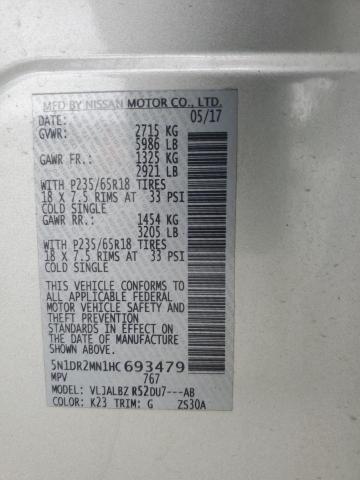 MFD BY NISSAN MOTOR CO., LTD.
DATE: 05/17
GVWR: 2715 KG
5986 LB
GAWR FR: 1325 KG
2921 LB
WITH P235/65R18 TIRES
18 X 7.5 RIMS AT 33 PSI
COLD SINGLE
GAWR RR: 1454 KG
3205 LB
WITH P235/65R18 TIRES
18 X 7.5 RIMS AT 33 PSI
COLD SINGLE
THIS VEHICLE CONFORMS TO
ALL APPLICABLE FEDERAL
MOTOR VEHICLE SAFETY
AND THEFT PREVENTION
STANDARDS IN EFFECT ON
THE DATE OF MANUFACTURE
SHOWN ABOVE.
5N1DR2MN1HC693479
MPV 767
MODEL: VLJALBZ R52DU7---AB
COLOR: K23 TRIM: G ZS30A